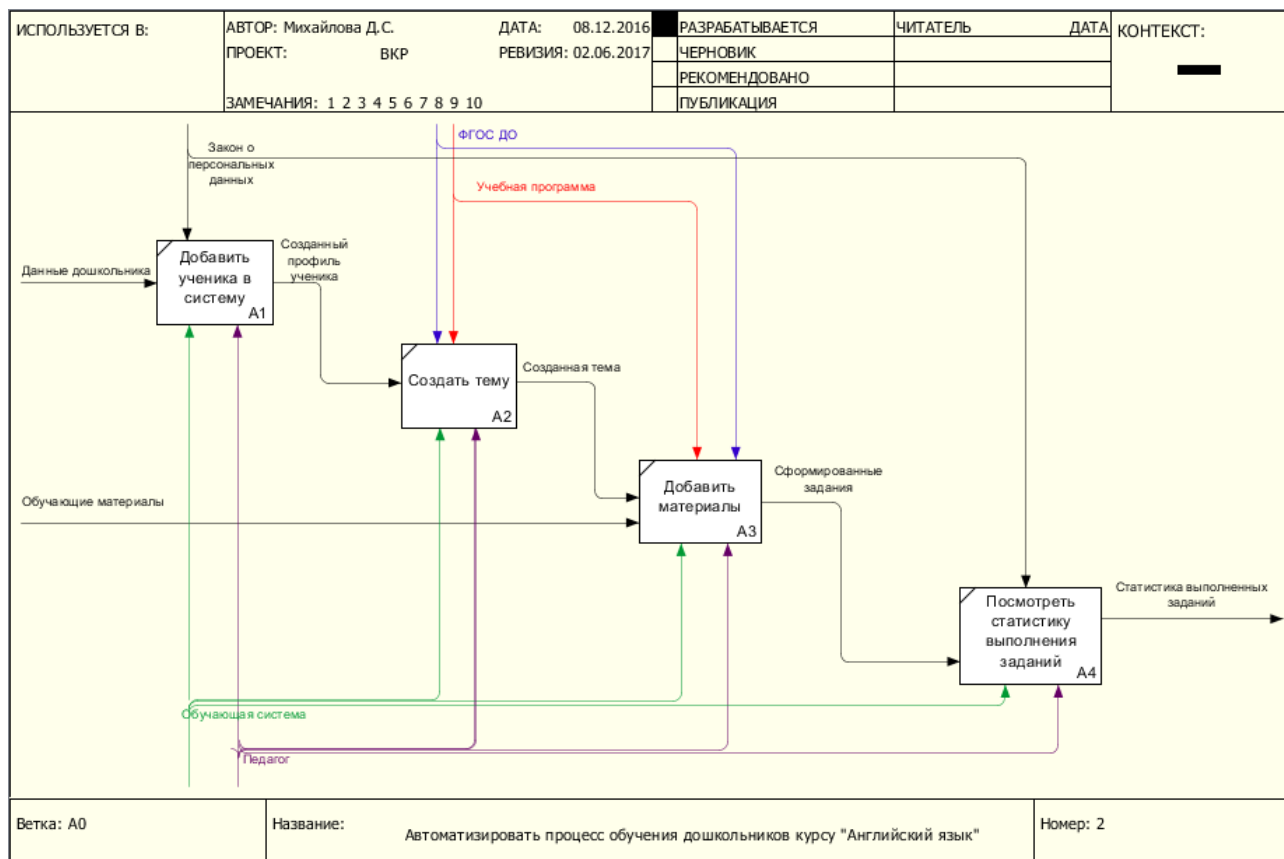 ИСПОЛЬЗУЕТСЯ В:
АВТОР: Михайлова Д.С.
ДАТА: 08.12.2016
ПРОЕКТ: ВКР
РЕВИЗИЯ: 02.06.2017
ЗАМЕЧАНИЯ: 1 2 3 4 5 6 7 8 9 10
РАЗРАБАТЫВАЕТСЯ
ЧЕРНОВИК
РЕКОМЕНДОВАНО
ПУБЛИКАЦИЯ
ЧИТАТЕЛЬ
ДАТА
КОНТЕКСТ:
Закон о
персональных
данных
ФГОС ДО
Учебная программа
Данные дошкольника
Добавить
ученика в
систему
A1
Созданный
профиль
ученика
Создать тему
A2
Созданная тема
Обучающие материалы
Добавить
материалы
A3
Сформированные
задания
Посмотреть
статистику
выполнения
заданий
A4
Статистика выполненных
заданий
Обучающая система
Педагог
Ветка: A0
Название:
Автоматизировать процесс обучения дошкольников курсу "Английский язык"
Номер: 2